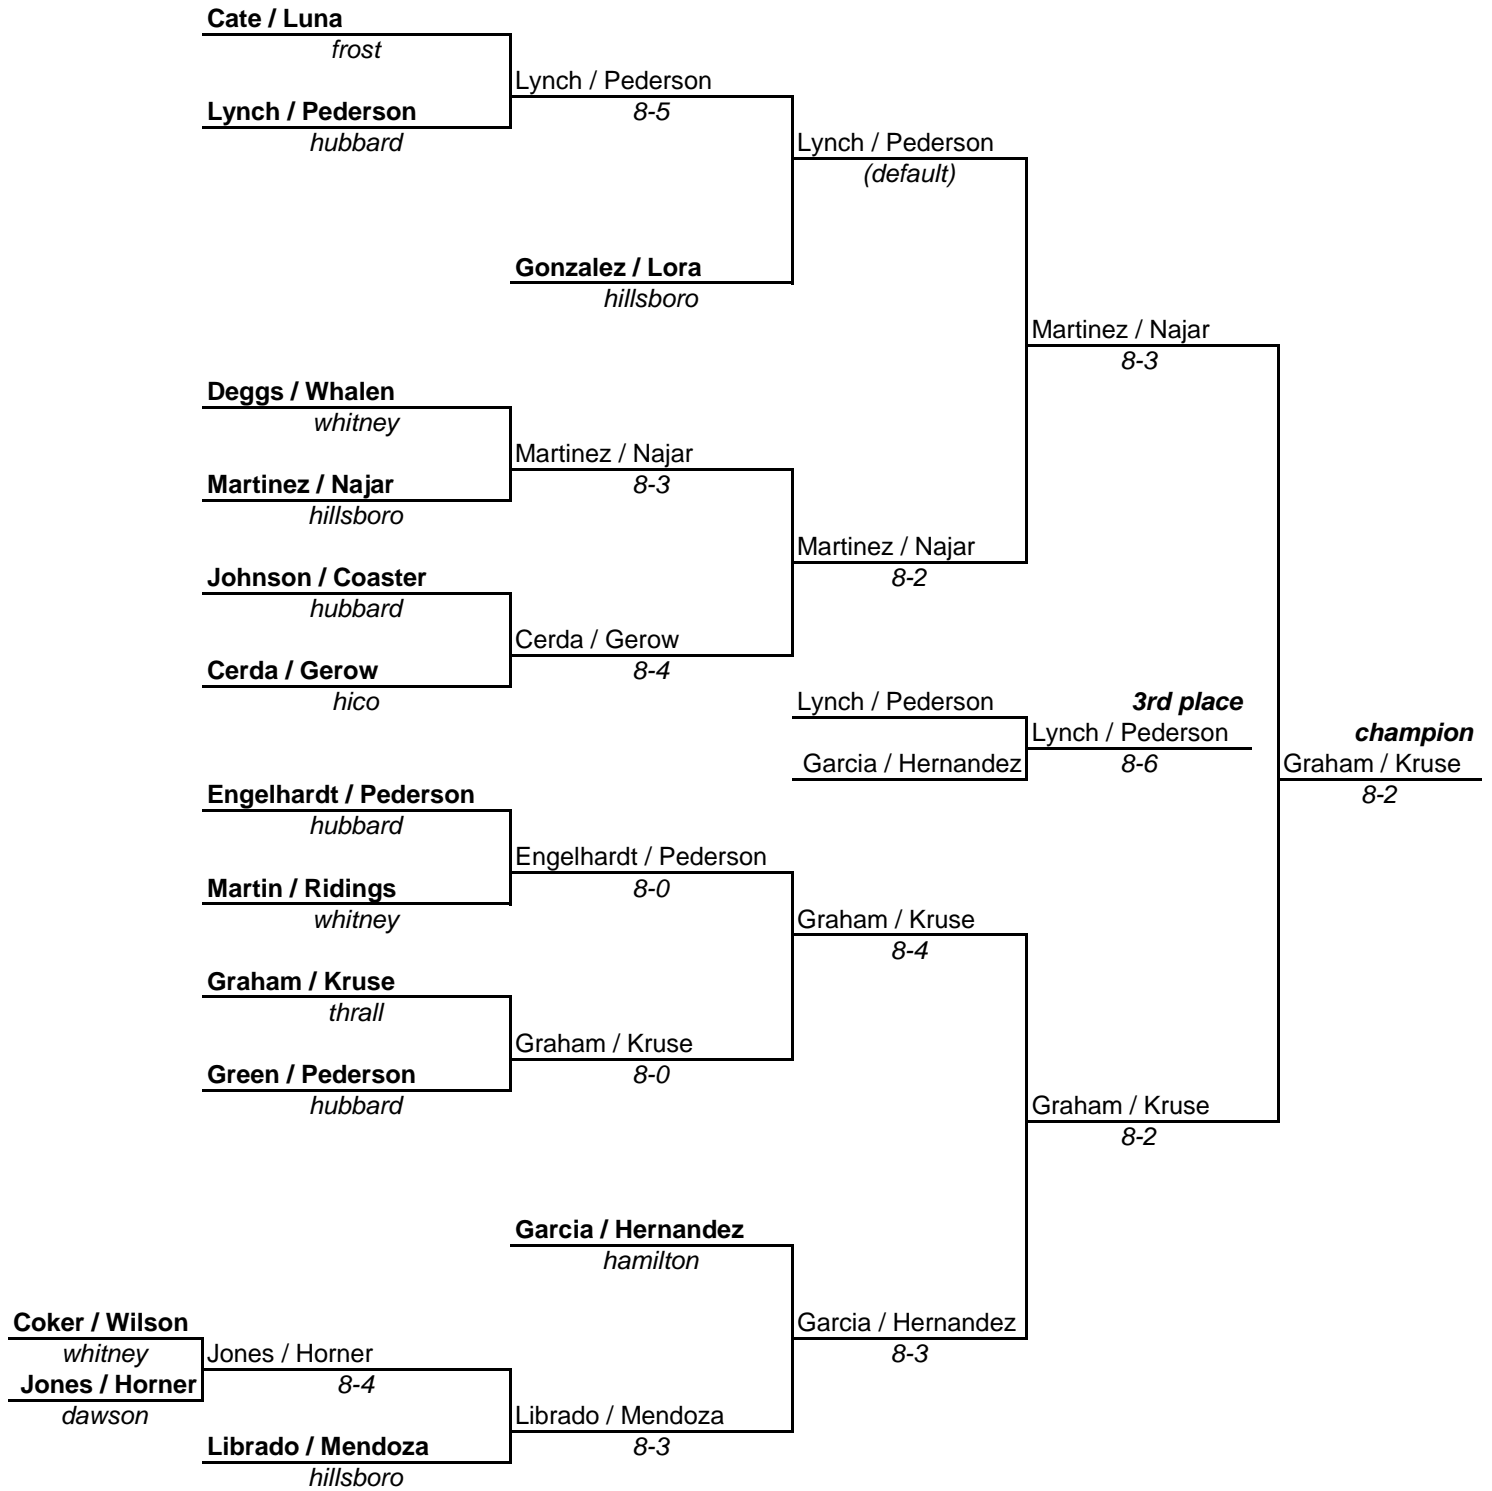 Cate / Luna
frost
Lynch / Pederson
8-5
Lynch / Pederson
hubbard
Lynch / Pederson
(default)
Gonzalez / Lora
hillsboro
Martinez / Najar
8-3
Deggs / Whalen
whitney
Martinez / Najar
8-3
Martinez / Najar
hillsboro
Martinez / Najar
8-2
Johnson / Coaster
hubbard
Cerda / Gerow
8-4
Cerda / Gerow
hico
Lynch / Pederson
3rd place
Lynch / Pederson
8-6
Garcia / Hernandez
champion
Graham / Kruse
8-2
Engelhardt / Pederson
hubbard
Engelhardt / Pederson
8-0
Martin / Ridings
whitney
Graham / Kruse
8-4
Graham / Kruse
thrall
Graham / Kruse
8-0
Green / Pederson
hubbard
Graham / Kruse
8-2
Garcia / Hernandez
hamilton
Coker / Wilson
whitney
Garcia / Hernandez
8-3
Jones / Horner
8-4
Jones / Horner
dawson
Librado / Mendoza
8-3
Librado / Mendoza
hillsboro